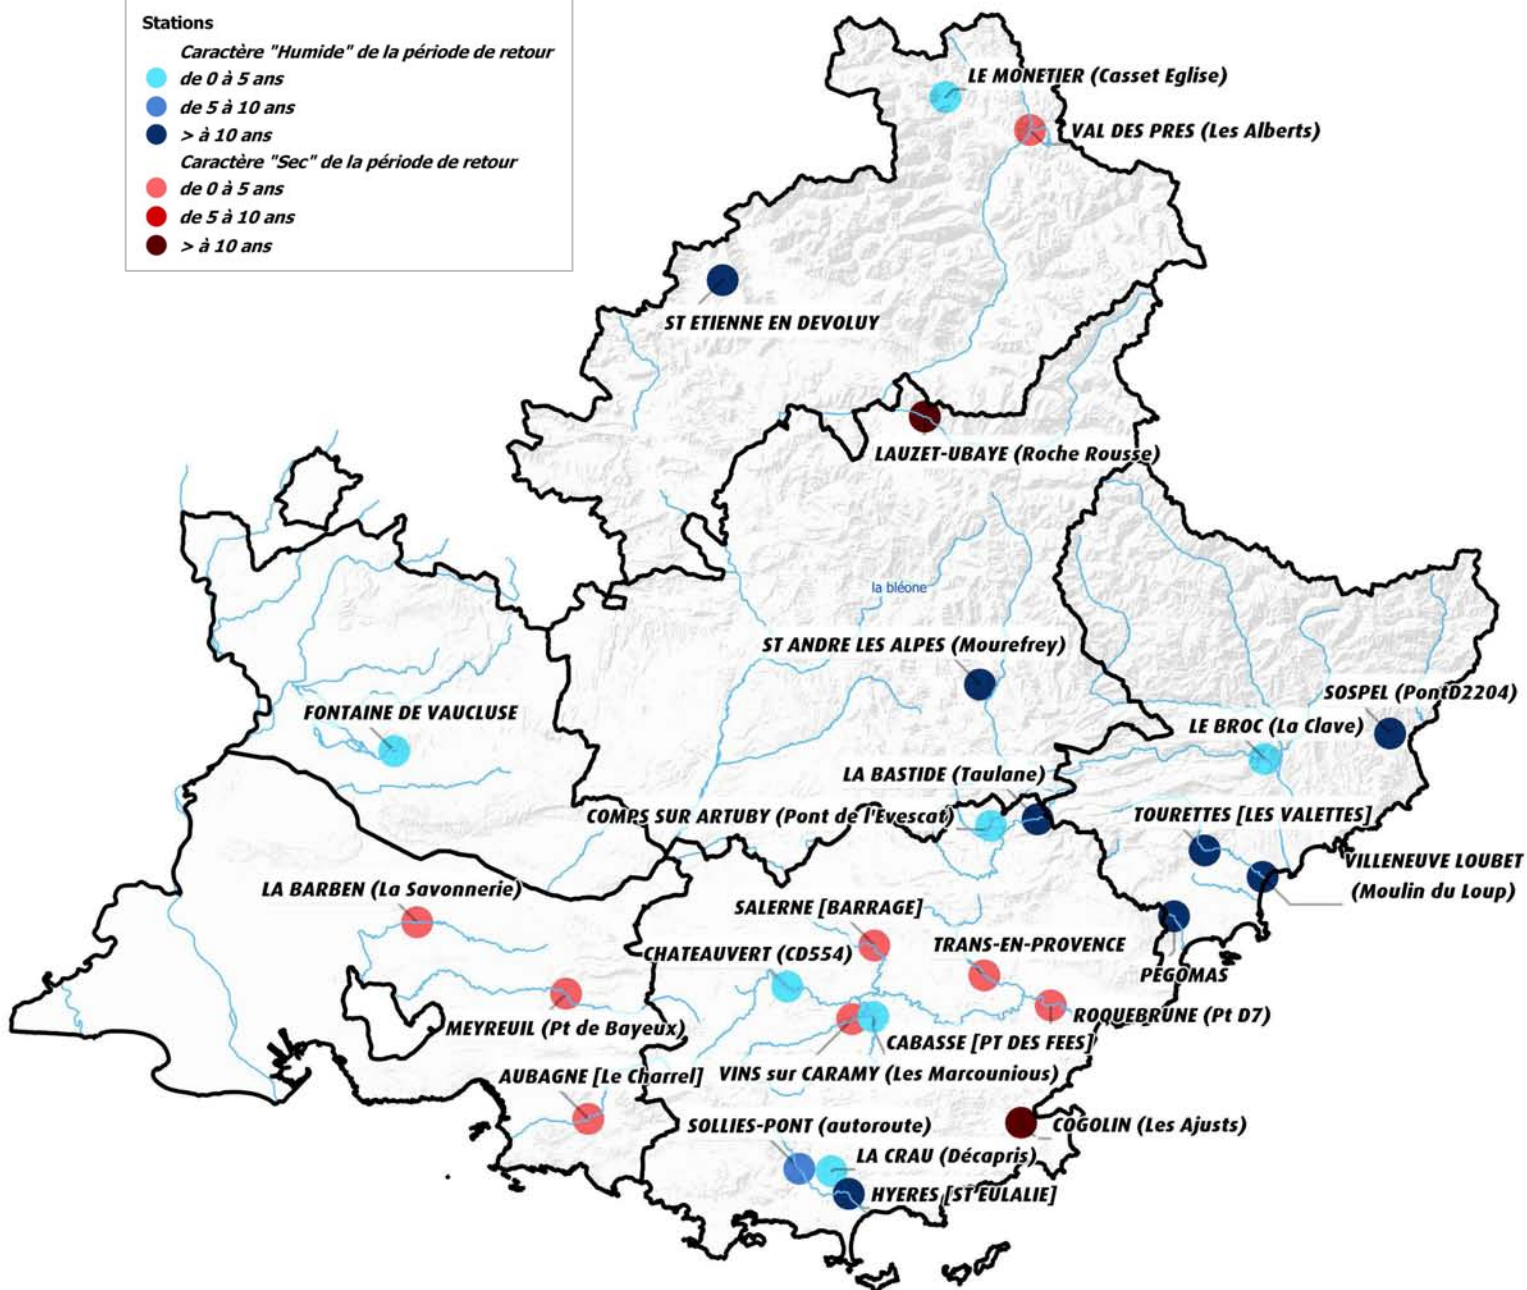 Stations
Caractère "Humide" de la période de retour
de 0 à 5 ans
de 5 à 10 ans
> à 10 ans
Caractère "Sec" de la période de retour
de 0 à 5 ans
de 5 à 10 ans
> à 10 ans
LE MONETIER (Casset Eglise)
VAL DES PRES (Les Alberts)
ST ETIENNE EN DEVOLUY
LAUZET-UBAYE (Roche Rousse)
la bléone
ST ANDRE LES ALPES (Mourefrey)
SOSPEL (PontD2204)
FONTAINE DE VAUCLUSE
LE BROC (La Clave)
LA BASTIDE (Taulane)
COMPS SUR ARTUBY (Pont de l'Evescat)
TOURETTES [LES VALETTES]
VILLENEUVE LOUBET
(Moulin du Loup)
LA BARBEN (La Savonnerie)
SALERNE [BARRAGE]
TRANS-EN-PROVENCE
CHATEAUVERT (CD554)
PEGOMAS
ROQUEBRUNE (Pt D7)
MEYREUIL (Pt de Bayeux)
CABASSE [PT DES FEES]
AUBAGNE [Le Charrel]
VINS sur CARAMY (Les Marcounious)
SOLLIES-PONT (autoroute)
COGOLIN (Les Ajusts)
LA CRAU (Décapris)
HYERES [ST EULALIE]